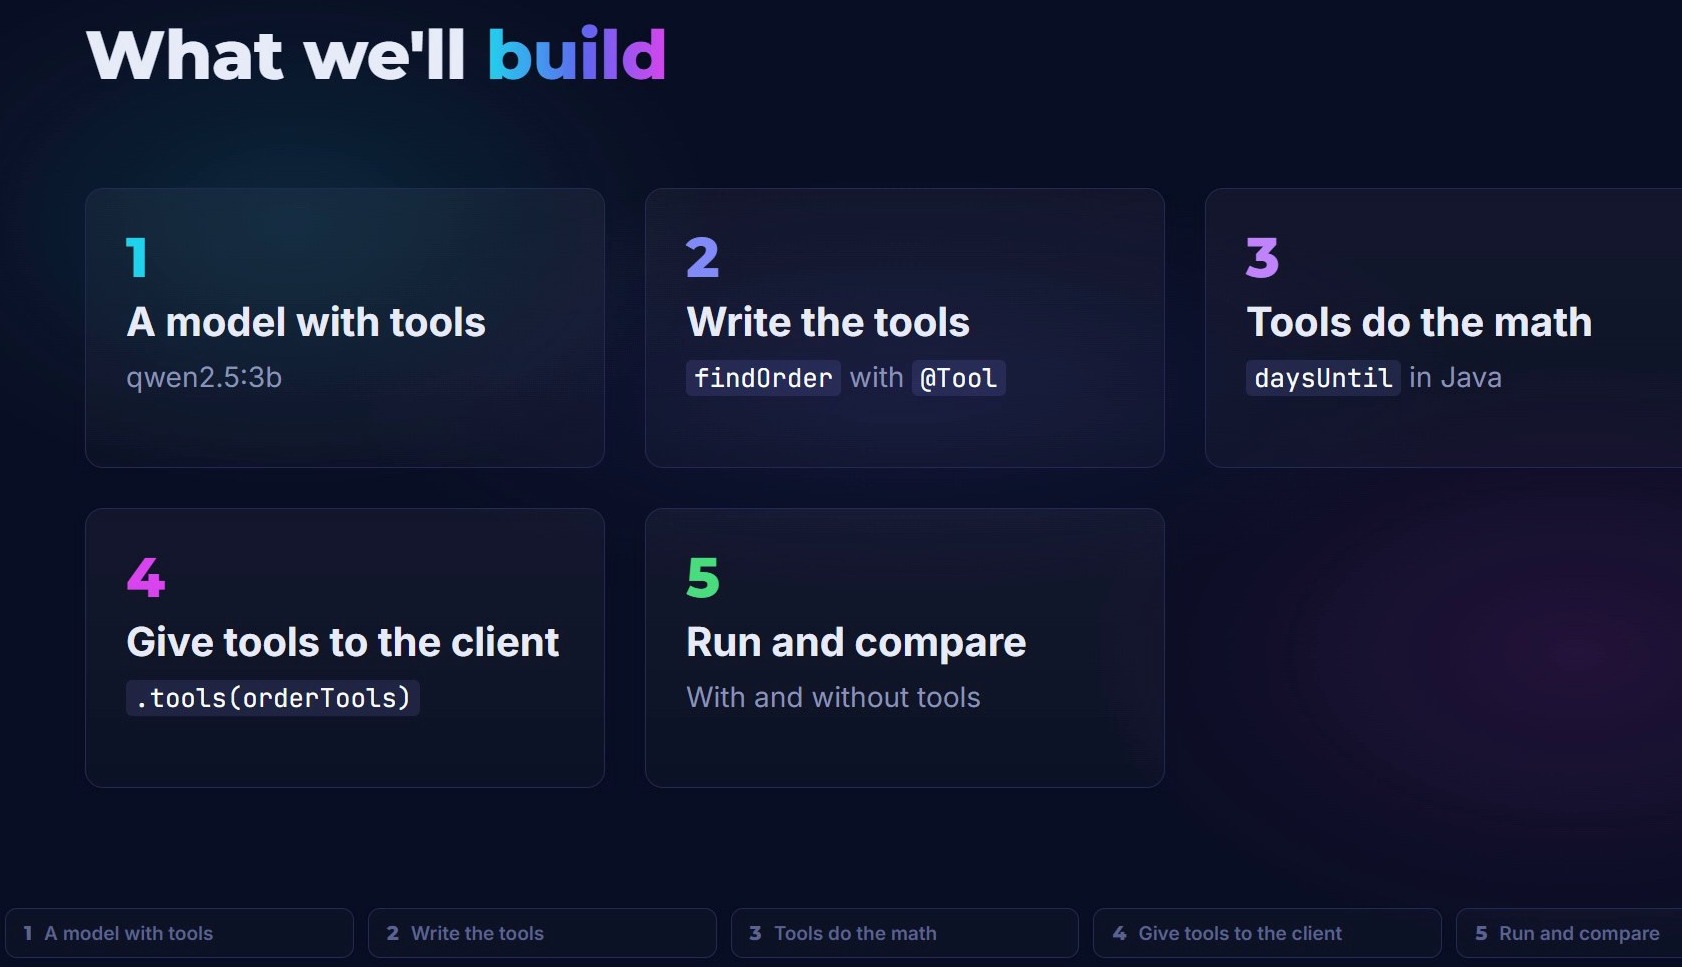 What we'll build
1
A model with tools
qwen2.5:3b
2
Write the tools
findOrder with @Tool
3
Tools do the math
daysUntil in Java
4
Give tools to the client
.tools(orderTools)
5
Run and compare
With and without tools
1 A model with tools
2 Write the tools
3 Tools do the math
4 Give tools to the client
5 Run and compare